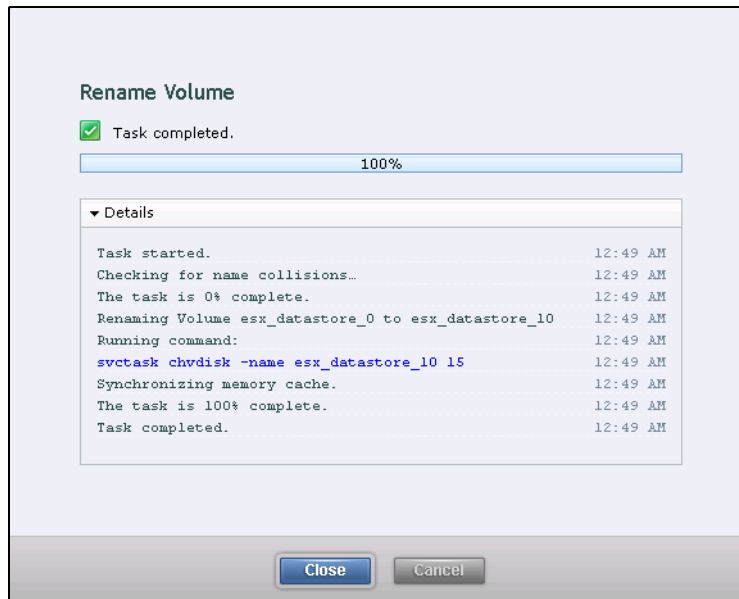 Rename Volume
Task completed.
100%
Details
Task started. 12:49 AM
Checking for name collisions… 12:49 AM
The task is 0% complete. 12:49 AM
Renaming Volume esx_datastore_0 to esx_datastore_10 12:49 AM
Running command: 12:49 AM
svctask chvdisk -name esx_datastore_10 15 12:49 AM
Synchronizing memory cache. 12:49 AM
The task is 100% complete. 12:49 AM
Task completed. 12:49 AM
Close Cancel